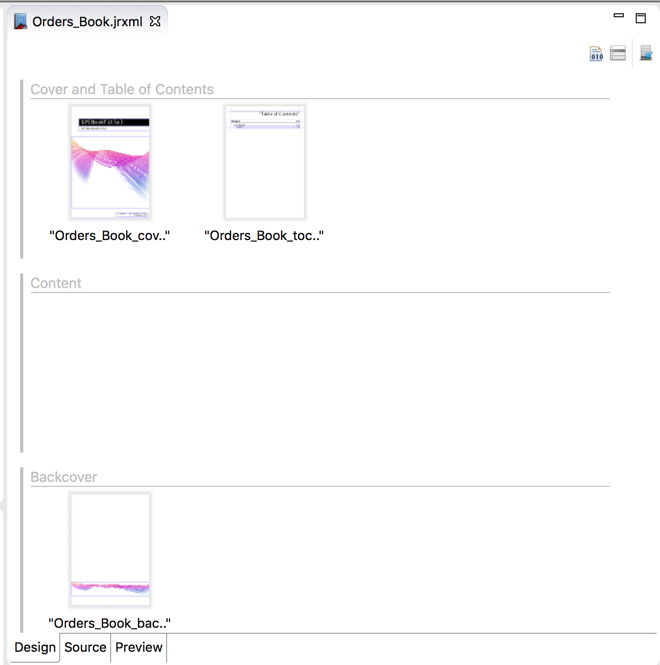 Orders_Book.jrxml
010
Cover and Table of Contents
$P{BookTitle}
"Table of Contents"
"Orders_Book_cov.."
"Orders_Book_toc.."
Content
Backcover
"Orders_Book_bac.."
Design
Source
Preview